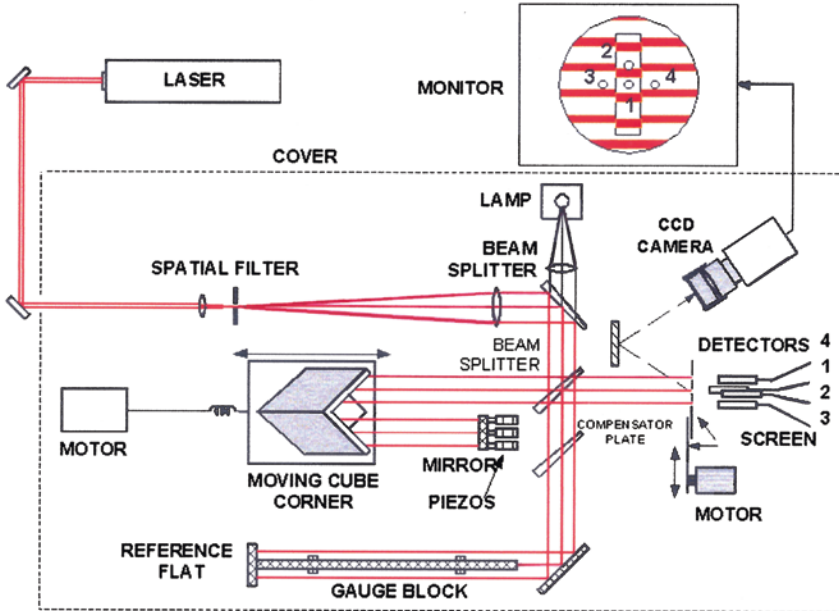 LASER
MONITOR
2
3
4
1
COVER
LAMP
CCD
CAMERA
BEAM
SPLITTER
SPATIAL FILTER
BEAM
SPLITTER
DETECTORS
4
1
2
3
SCREEN
COMPENSATOR
PLATE
MOTOR
MOVING CUBE
CORNER
MIRROR
PIEZOS
MOTOR
REFERENCE
FLAT
GAUGE BLOCK